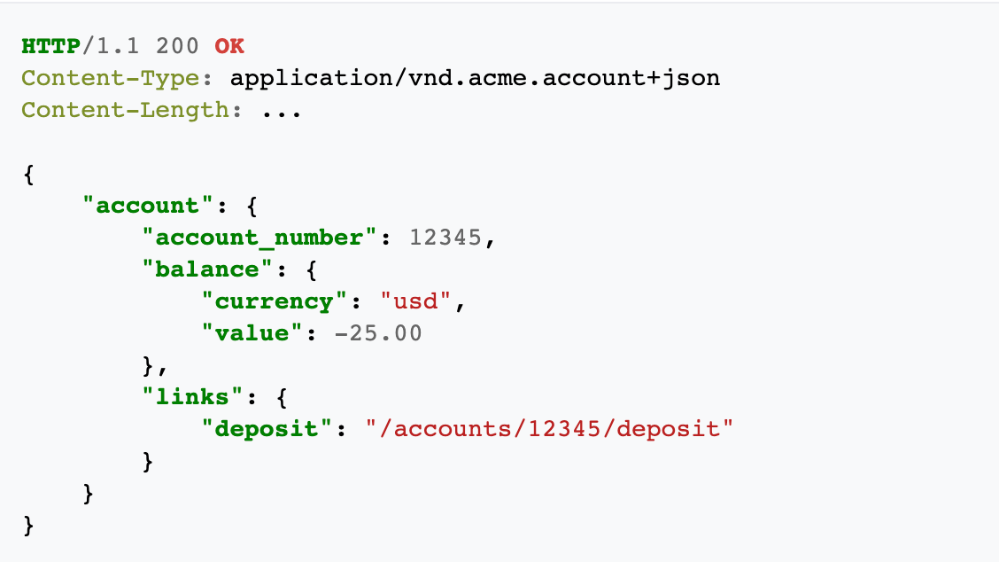 HTTP/1.1 200 OK
Content-Type: application/vnd.acme.account+json
Content-Length: ...

{
    "account": {
        "account_number": 12345,
        "balance": {
            "currency": "usd",
            "value": -25.00
        },
        "links": {
            "deposit": "/accounts/12345/deposit"
        }
    }
}